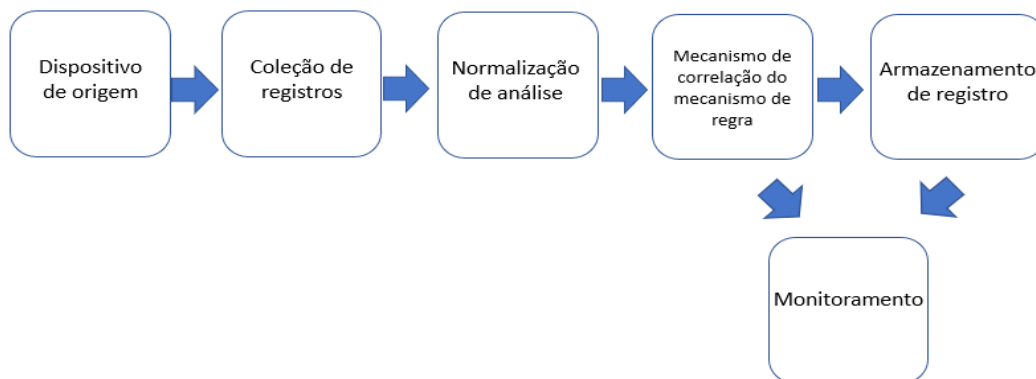 Dispositivo
de origem
Coleção de
registros
Normalização
de análise
Mecanismo de
correlação do
mecanismo de
regra
Armazenamento
de registro
Monitoramento